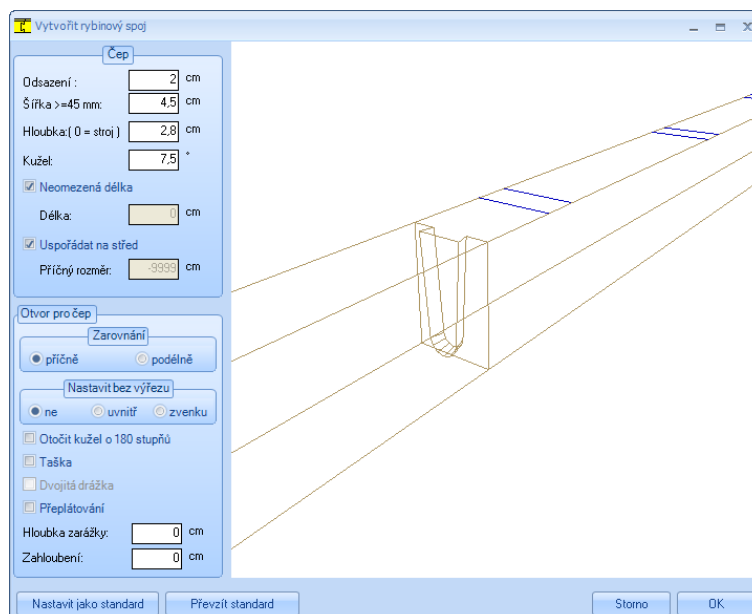 Vytvořit rybinový spoj
Čep
Odsazení : 2 cm
Šířka >=45 mm: 4,5 cm
Hloubka:( 0 = stroj ) 2,8 cm
Kužel: 7,5 °
Neomezená délka
Délka: 0 cm
Uspořádat na střed
Příčný rozměr: -9999 cm
Otvor pro čep
Zarovnání
příčně podélně
Nastavit bez výřezu
ne uvnitř zvenku
Otočit kužel o 180 stupňů
Taška
Dvojitá drážka
Přeplátování
Hloubka zarážky: 0 cm
Zahloubení: 0 cm
Nastavit jako standard Převzít standard Storno OK